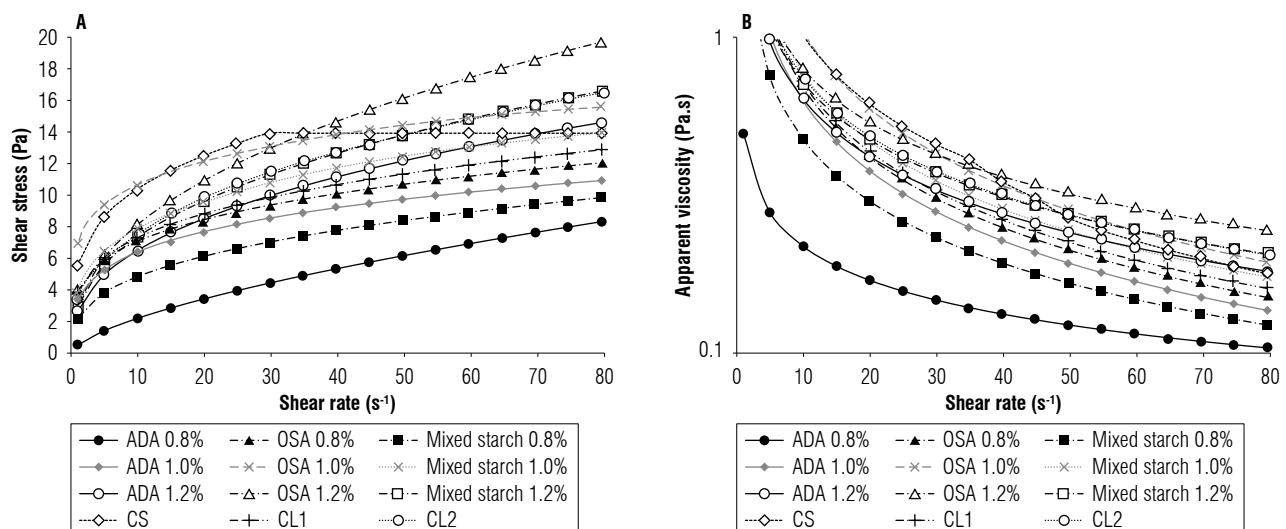 A
Shear stress (Pa)
20
18
16
14
12
10
8
6
4
2
0
0 10 20 30 40 50 60 70 80
Shear rate (s-1)
ADA 0.8% OSA 0.8% Mixed starch 0.8%
ADA 1.0% OSA 1.0% Mixed starch 1.0%
ADA 1.2% OSA 1.2% Mixed starch 1.2%
CS CL1 CL2
B
Apparent viscosity (Pa.s)
1
0.1
0 10 20 30 40 50 60 70 80
Shear rate (s-1)
ADA 0.8% OSA 0.8% Mixed starch 0.8%
ADA 1.0% OSA 1.0% Mixed starch 1.0%
ADA 1.2% OSA 1.2% Mixed starch 1.2%
CS CL1 CL2